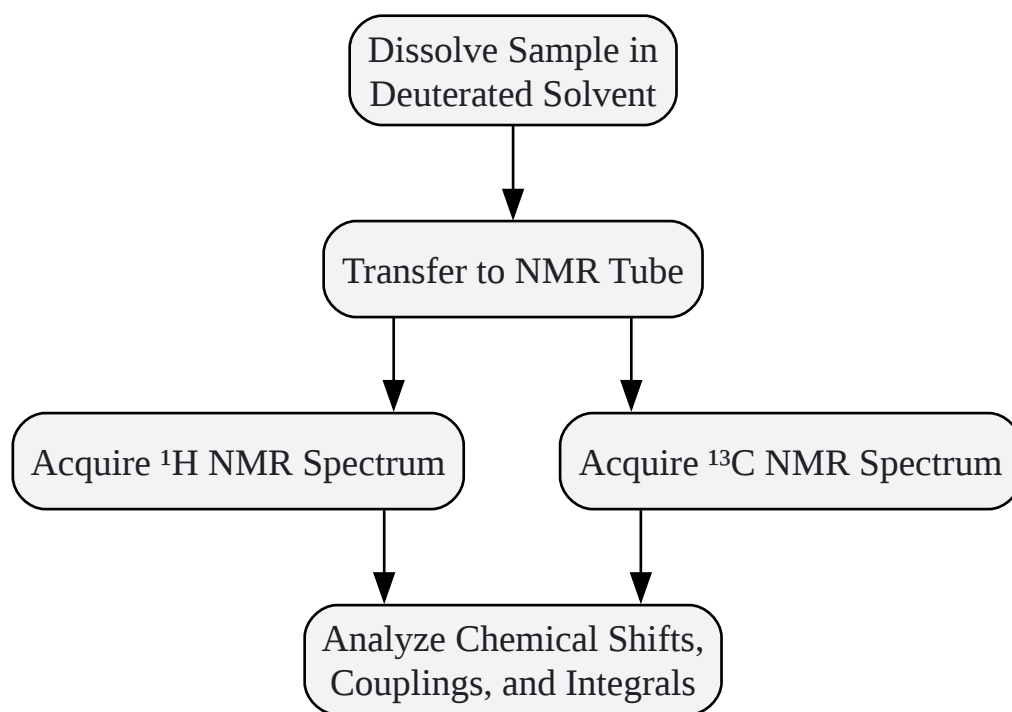 Dissolve Sample in
Deuterated Solvent
Transfer to NMR Tube
Acquire ¹H NMR Spectrum
Acquire ¹³C NMR Spectrum
Analyze Chemical Shifts,
Couplings, and Integrals